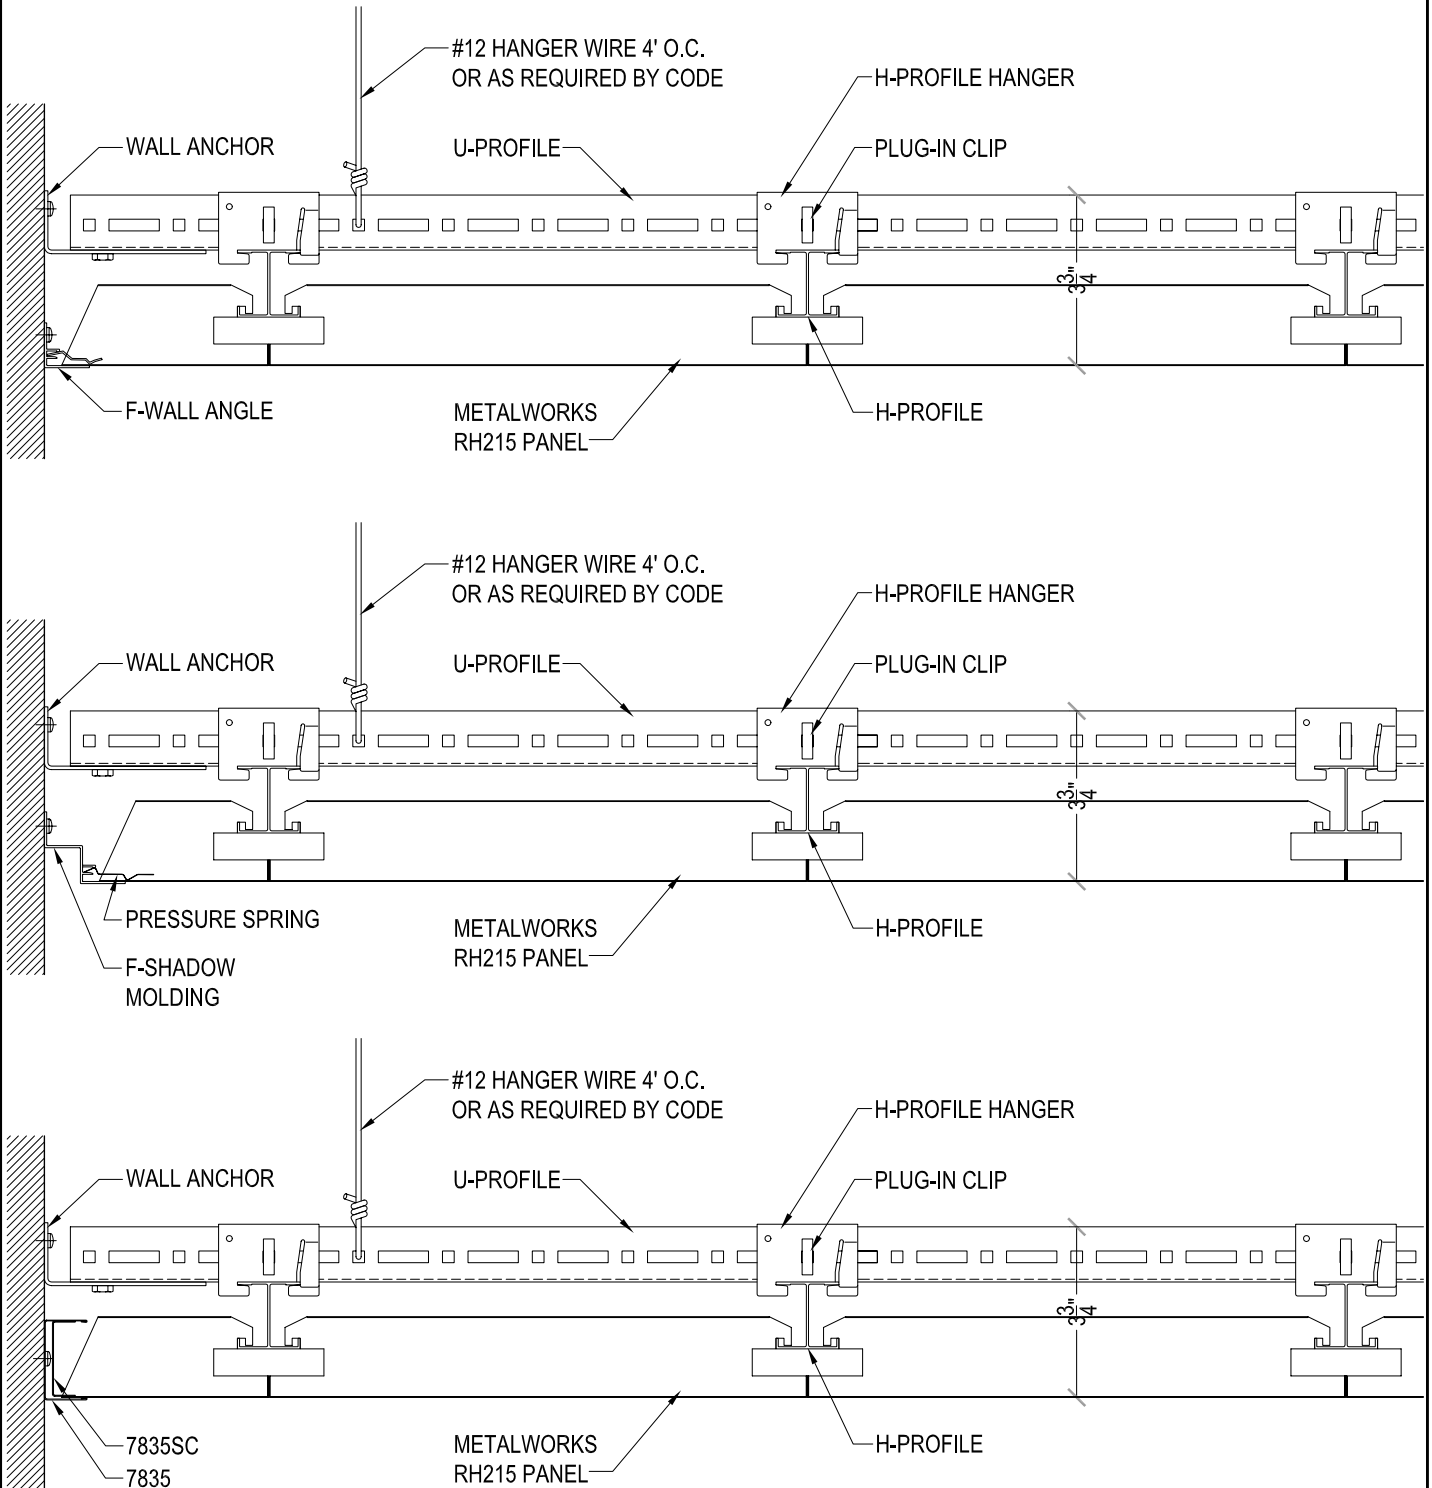 #12 HANGER WIRE 4' O.C.
OR AS REQUIRED BY CODE
H-PROFILE HANGER
WALL ANCHOR
U-PROFILE
PLUG-IN CLIP
3 3/4"
F-WALL ANGLE
METALWORKS
RH215 PANEL
H-PROFILE
#12 HANGER WIRE 4' O.C.
OR AS REQUIRED BY CODE
H-PROFILE HANGER
WALL ANCHOR
U-PROFILE
PLUG-IN CLIP
3 3/4"
PRESSURE SPRING
METALWORKS
RH215 PANEL
H-PROFILE
F-SHADOW
MOLDING
#12 HANGER WIRE 4' O.C.
OR AS REQUIRED BY CODE
H-PROFILE HANGER
WALL ANCHOR
U-PROFILE
PLUG-IN CLIP
3 3/4"
7835SC
7835
METALWORKS
RH215 PANEL
H-PROFILE